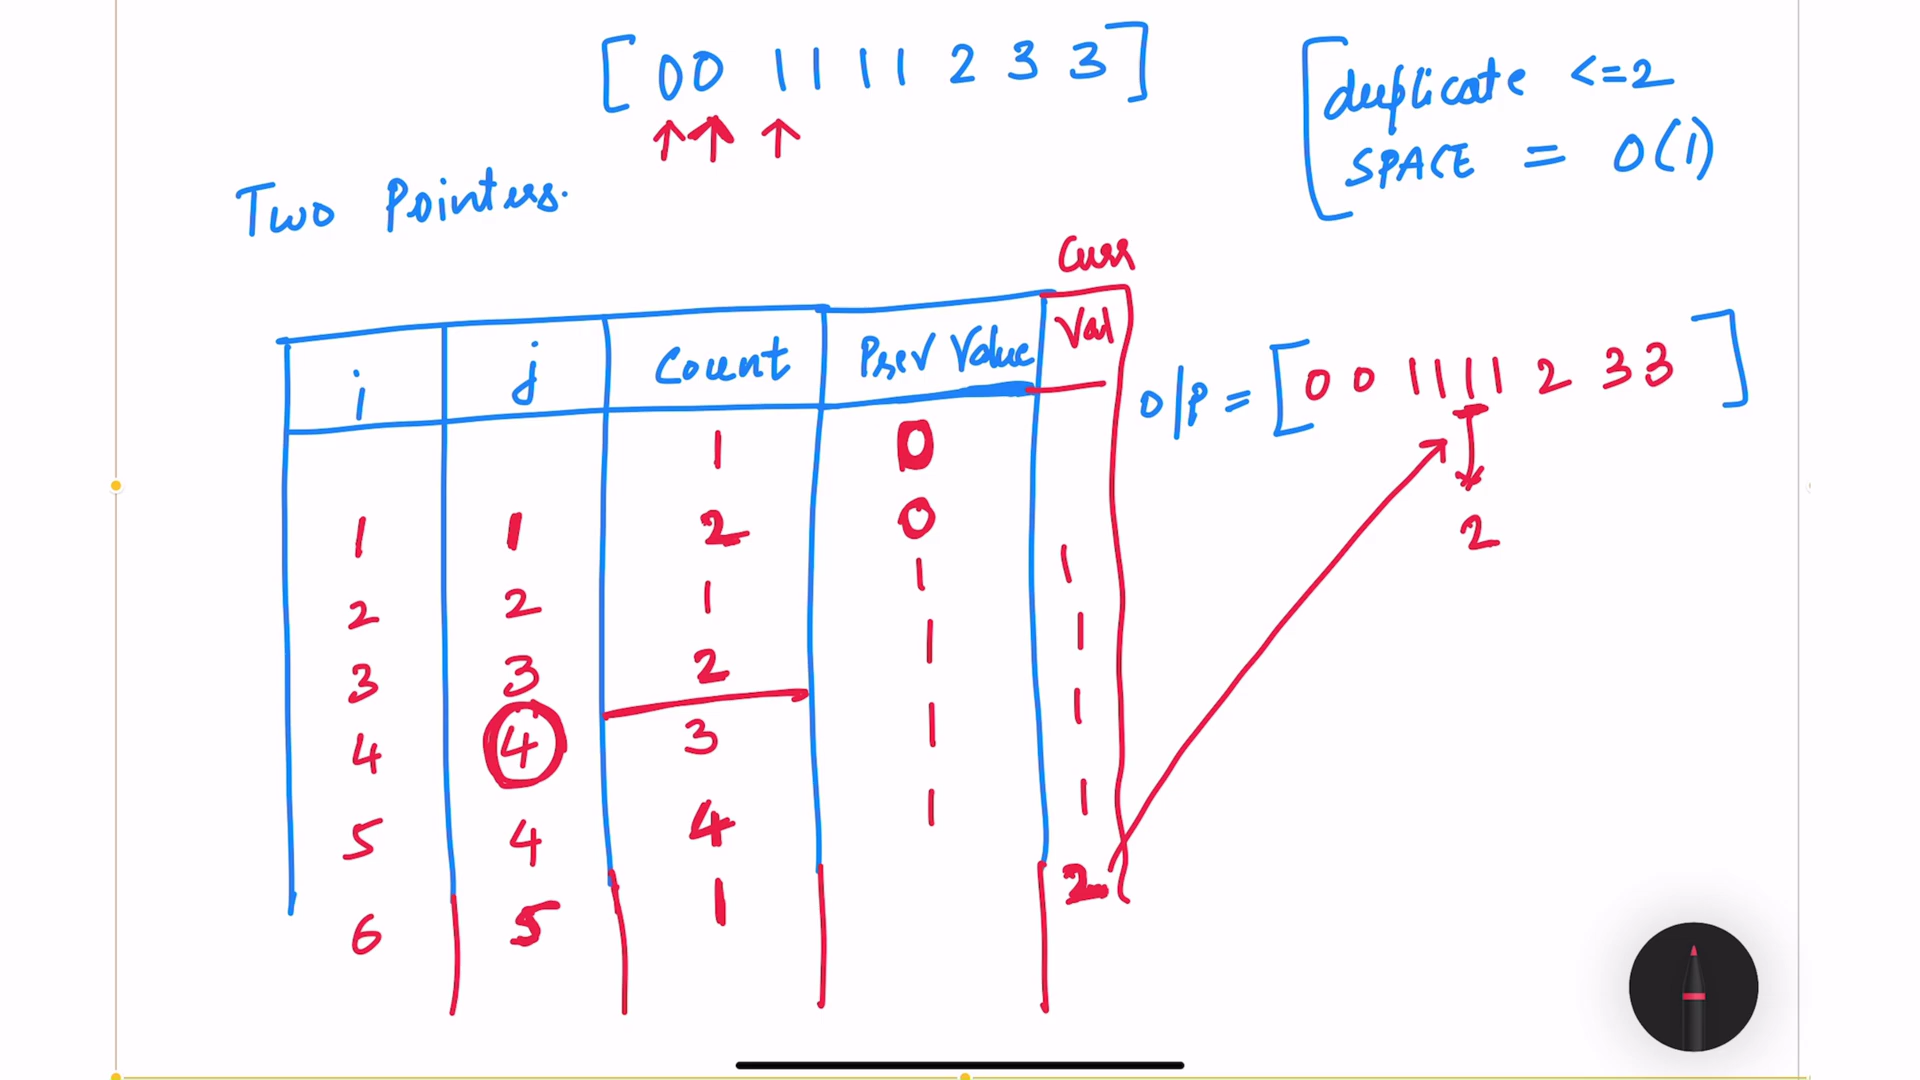 [ 0 0 1 1 1 1 2 3 3 ]
duplicate <=2
SPACE = O(1)
Two Pointers.
Curr
Val
i j Count Prev Value
O/P = [ 0 0 1 1 1 1 2 3 3 ]
2
1 0
1 1 2 0
2 2 1 1 1
3 3 2 1 1
4 4 3 1 1
5 4 4 1 1
6 5 1 2